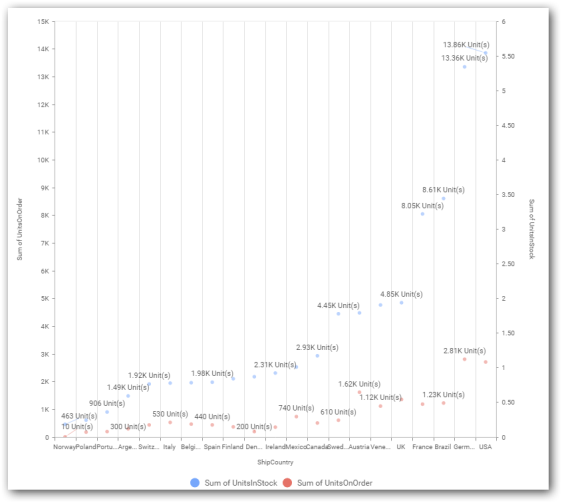 15K
14K
13K
12K
11K
10K
9K
8K
7K
6K
5K
4K
3K
2K
1K
0
Sum of UnitsOnOrder
6
5.50
5
4.50
4
3.50
3
2.50
2
1.50
1
0.50
0
Sum of UnitsInStock
13.86K Unit(s)
13.36K Unit(s)
8.61K Unit(s)
8.05K Unit(s)
4.85K Unit(s)
4.45K Unit(s)
2.93K Unit(s)
2.81K Unit(s)
2.31K Unit(s)
1.98K Unit(s)
1.92K Unit(s)
1.62K Unit(s)
1.49K Unit(s)
1.12K Unit(s)
1.23K Unit(s)
906 Unit(s)
740 Unit(s)
610 Unit(s)
530 Unit(s)
440 Unit(s)
463 Unit(s)
10 Unit(s)
300 Unit(s)
200 Unit(s)
Norway Poland Portu... Arge... Switz... Italy Belgi... Spain Finland Den... Ireland Mexico Canada Swed... Austria Vene... UK France Brazil Germ... USA
ShipCountry
Sum of UnitsInStock Sum of UnitsOnOrder